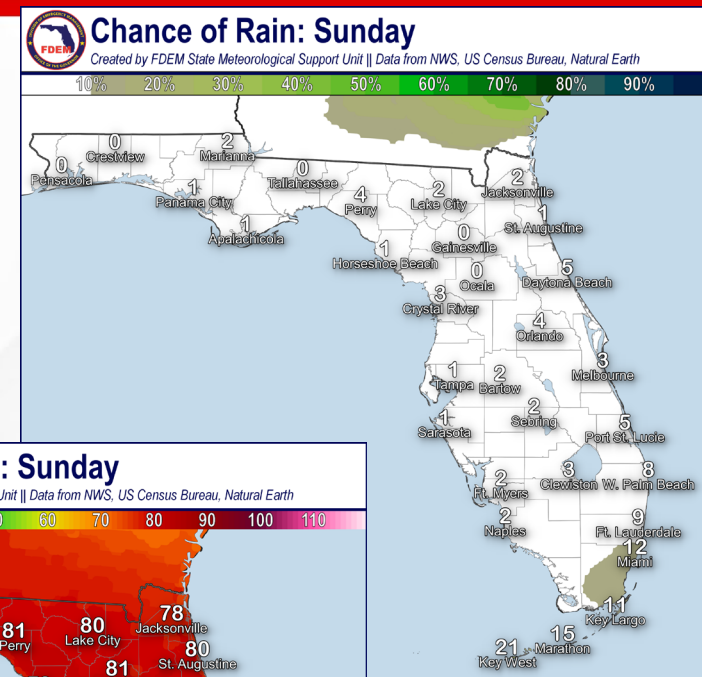 FDEM
Chance of Rain: Sunday
Created by FDEM State Meteorological Support Unit || Data from NWS, US Census Bureau, Natural Earth
10% 20% 30% 40% 50% 60% 70% 80% 90%
0
Crestview
2
Marianna
0
Pensacola
0
Tallahassee
1
Panama City
4
Perry
2
Lake City
2
Jacksonville
1
Apalachicola
1
St. Augustine
0
Gainesville
1
Horseshoe Beach
0
Ocala
5
Daytona Beach
3
Crystal River
4
Orlando
3
Melbourne
1
Tampa
2
Bartow
2
Sebring
1
Sarasota
5
Port St. Lucie
2
Ft. Myers
3
Clewiston
8
W. Palm Beach
2
Naples
9
Ft. Lauderdale
12
Miami
11
Key Largo
15
Marathon
21
Key West
: Sunday
Unit || Data from NWS, US Census Bureau, Natural Earth
60 70 80 90 100 110
78
Jacksonville
80
Lake City
81
Perry
80
St. Augustine
81